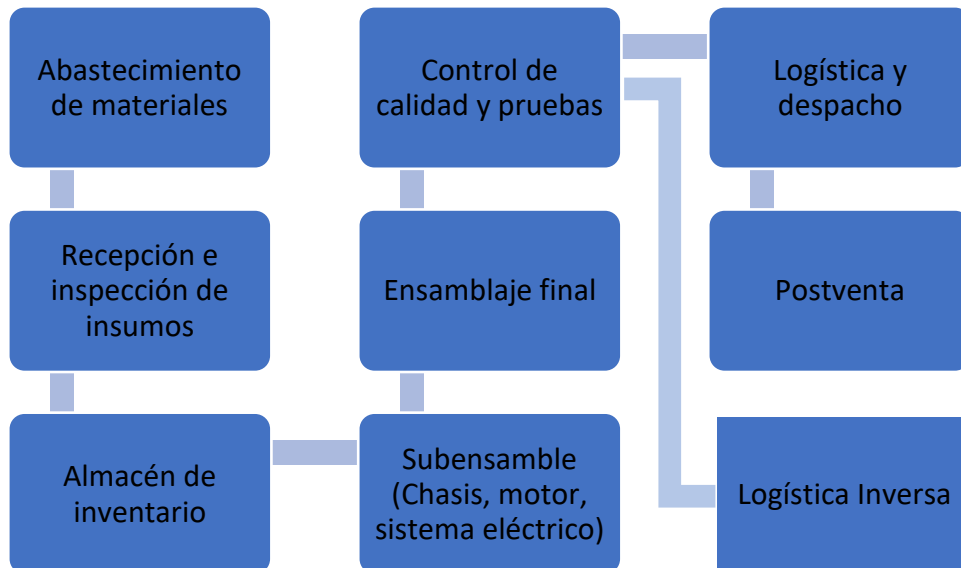 Abastecimiento
de materiales
Recepción e
inspección de
insumos
Almacén de
inventario
Subensamble
(Chasis, motor,
sistema eléctrico)
Ensamblaje final
Control de
calidad y pruebas
Logística y
despacho
Postventa
Logística Inversa